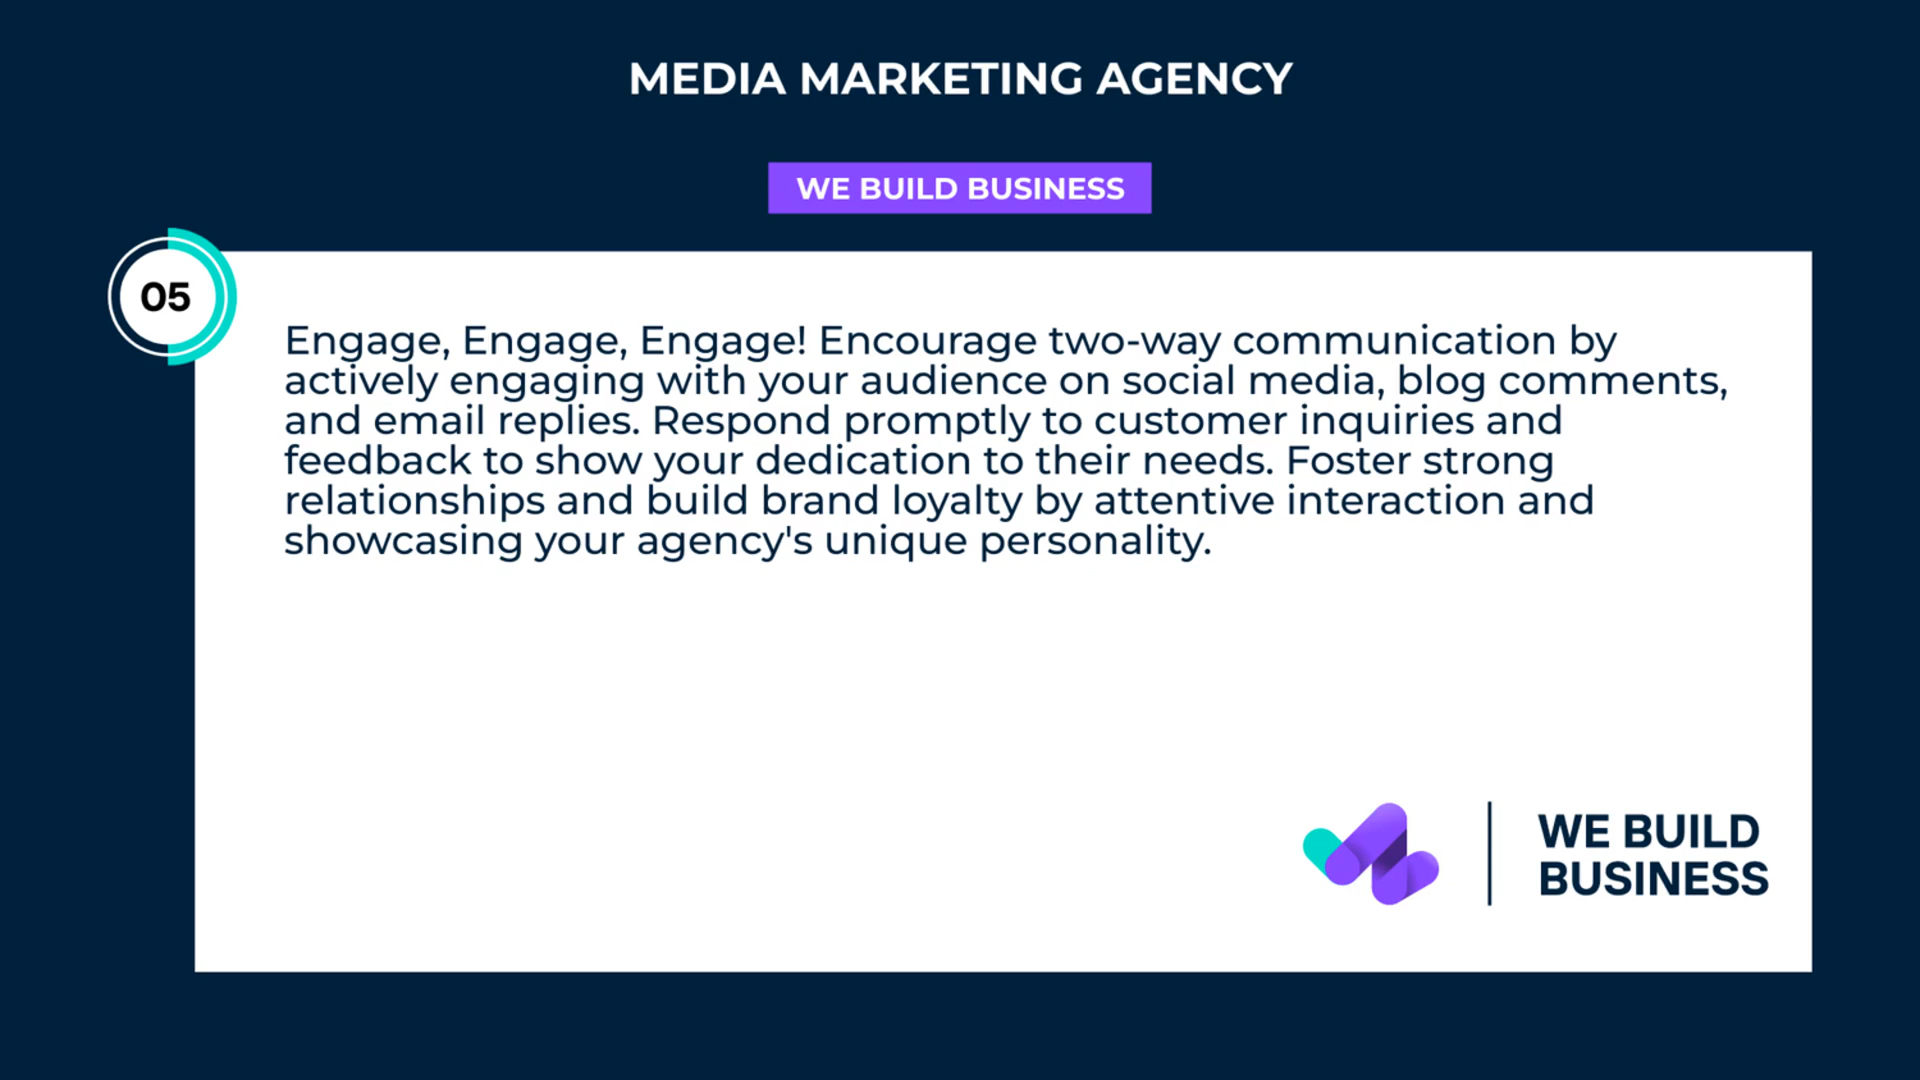 MEDIA MARKETING AGENCY
WE BUILD BUSINESS
05
Engage, Engage, Engage! Encourage two-way communication by
actively engaging with your audience on social media, blog comments,
and email replies. Respond promptly to customer inquiries and
feedback to show your dedication to their needs. Foster strong
relationships and build brand loyalty by attentive interaction and
showcasing your agency's unique personality.
WE BUILD
BUSINESS